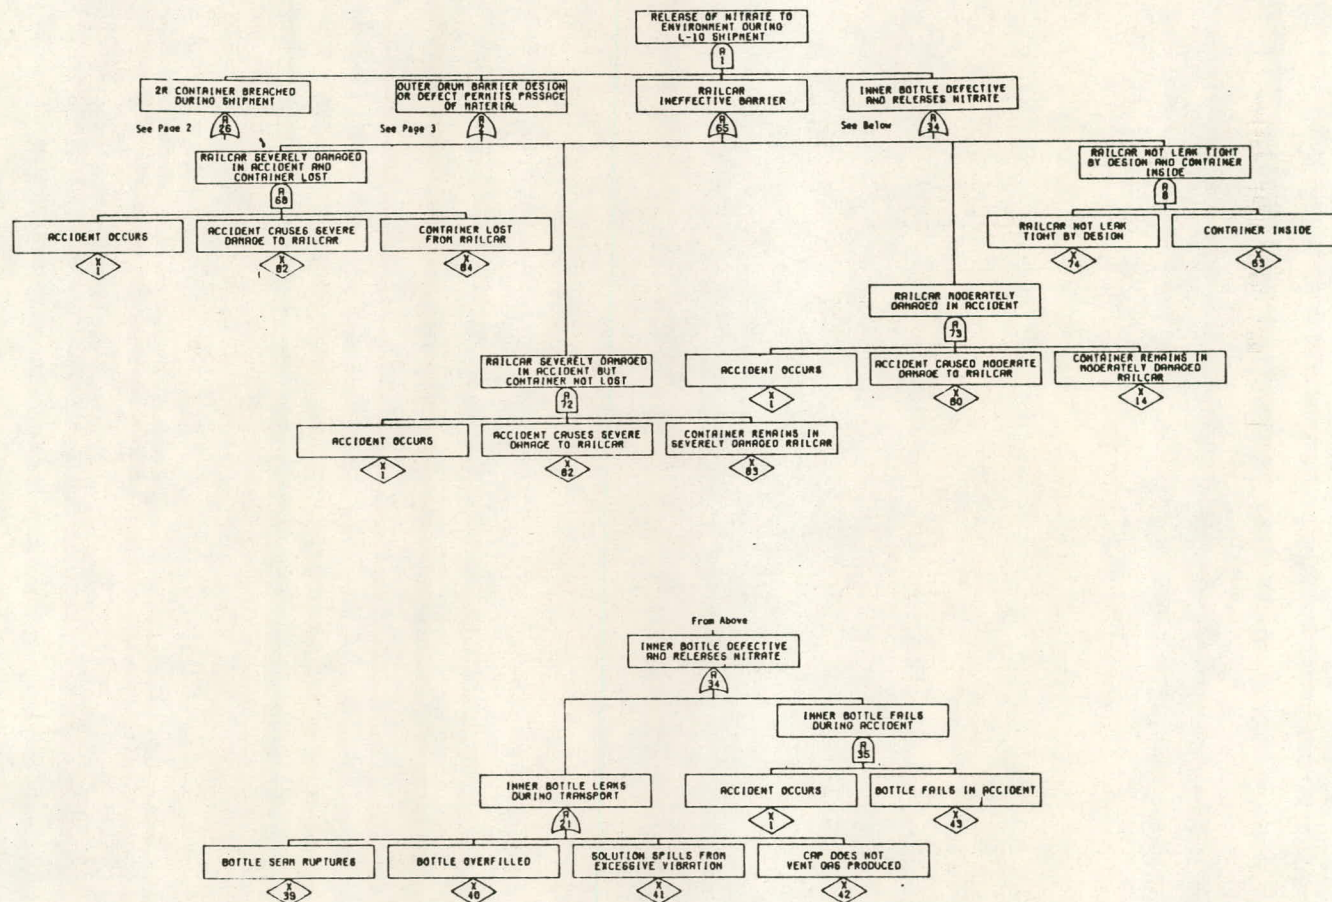 RELEASE OF NITRATE TO
ENVIRONMENT DURING
L-10 SHIPMENT
A
1
2R CONTAINER BREACHED
DURING SHIPMENT
OUTER DRUM BARRIER DESIGN
OR DEFECT PERMITS PASSAGE
OF MATERIAL
RAILCAR
INEFFECTIVE BARRIER
INNER BOTTLE DEFECTIVE
AND RELEASES NITRATE
See Page 2
A
26
See Page 3
A
2
A
65
See Below
A
34
RAILCAR SEVERELY DAMAGED
IN ACCIDENT AND
CONTAINER LOST
A
68
RAILCAR NOT LEAK TIGHT
BY DESIGN AND CONTAINER
INSIDE
A
8
ACCIDENT OCCURS
X
1
ACCIDENT CAUSES SEVERE
DAMAGE TO RAILCAR
X
82
CONTAINER LOST
FROM RAILCAR
X
84
RAILCAR NOT LEAK
TIGHT BY DESIGN
X
74
CONTAINER INSIDE
X
63
RAILCAR MODERATELY
DAMAGED IN ACCIDENT
A
73
RAILCAR SEVERELY DAMAGED
IN ACCIDENT BUT
CONTAINER NOT LOST
A
72
ACCIDENT OCCURS
X
1
ACCIDENT CAUSED MODERATE
DAMAGE TO RAILCAR
X
80
CONTAINER REMAINS IN
MODERATELY DAMAGED
RAILCAR
X
14
ACCIDENT OCCURS
X
1
ACCIDENT CAUSES SEVERE
DAMAGE TO RAILCAR
X
82
CONTAINER REMAINS IN
SEVERELY DAMAGED RAILCAR
X
83
From Above
INNER BOTTLE DEFECTIVE
AND RELEASES NITRATE
A
34
INNER BOTTLE FAILS
DURING ACCIDENT
A
35
INNER BOTTLE LEAKS
DURING TRANSPORT
A
21
ACCIDENT OCCURS
X
1
BOTTLE FAILS IN ACCIDENT
X
43
BOTTLE SEAM RUPTURES
X
39
BOTTLE OVERFILLED
X
40
SOLUTION SPILLS FROM
EXCESSIVE VIBRATION
X
41
CAP DOES NOT
VENT GAS PRODUCED
X
42